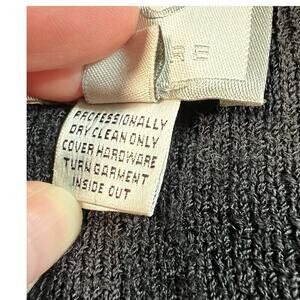 PROFESSIONALLY
DRY CLEAN ONLY
COVER HARDWARE
TURN GARMENT
INSIDE OUT